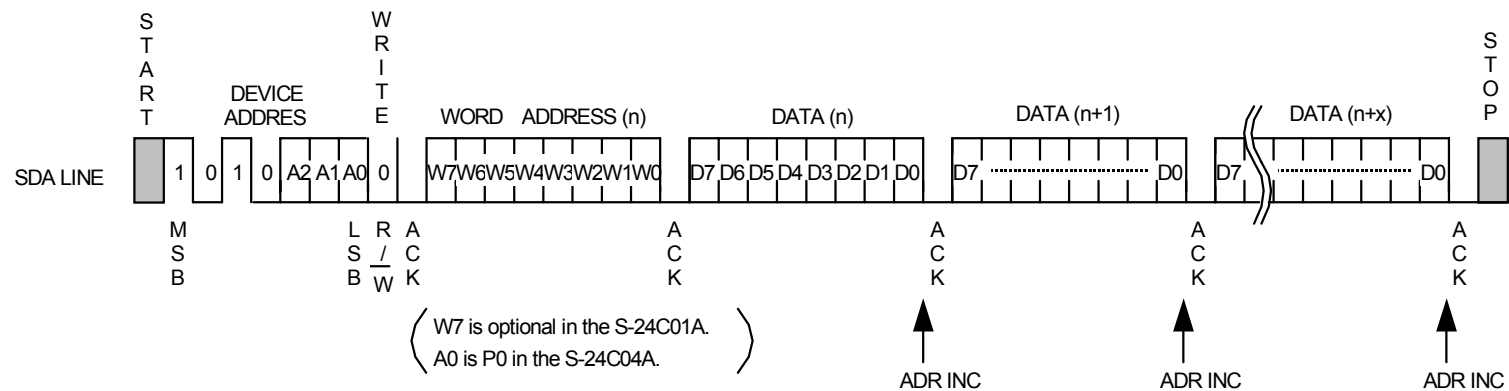 START
WRITE
STOP
DEVICE
ADDRES
WORD ADDRESS (n)
DATA (n)
DATA (n+1)
DATA (n+x)
SDA LINE
1 0 1 0 A2 A1 A0 0 W7 W6 W5 W4 W3 W2 W1 W0 D7 D6 D5 D4 D3 D2 D1 D0 D7 D0 D7 D0
MSB
LSB
R/W
ACK
ACK
ACK
ACK
ACK
W7 is optional in the S-24C01A.
A0 is P0 in the S-24C04A.
ADR INC
ADR INC
ADR INC